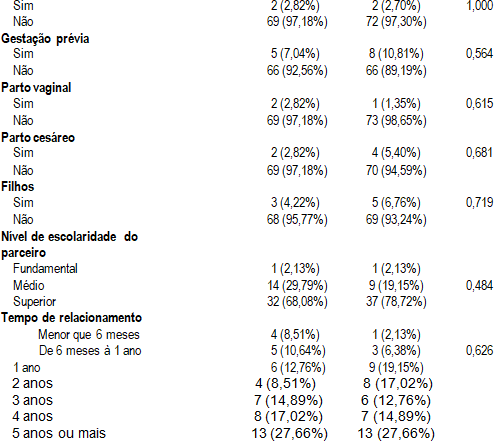 Sim 2 (2,82%) 2 (2,70%) 1,000
Não 69 (97,18%) 72 (97,30%)
Gestação prévia
Sim 5 (7,04%) 8 (10,81%) 0,564
Não 66 (92,56%) 66 (89,19%)
Parto vaginal
Sim 2 (2,82%) 1 (1,35%) 0,615
Não 69 (97,18%) 73 (98,65%)
Parto cesáreo
Sim 2 (2,82%) 4 (5,40%) 0,681
Não 69 (97,18%) 70 (94,59%)
Filhos
Sim 3 (4,22%) 5 (6,76%) 0,719
Não 68 (95,77%) 69 (93,24%)
Nível de escolaridade do
parceiro
Fundamental 1 (2,13%) 1 (2,13%)
Médio 14 (29,79%) 9 (19,15%) 0,484
Superior 32 (68,08%) 37 (78,72%)
Tempo de relacionamento
Menor que 6 meses 4 (8,51%) 1 (2,13%)
De 6 meses à 1 ano 5 (10,64%) 3 (6,38%) 0,626
1 ano 6 (12,76%) 9 (19,15%)
2 anos 4 (8,51%) 8 (17,02%)
3 anos 7 (14,89%) 6 (12,76%)
4 anos 8 (17,02%) 7 (14,89%)
5 anos ou mais 13 (27,66%) 13 (27,66%)